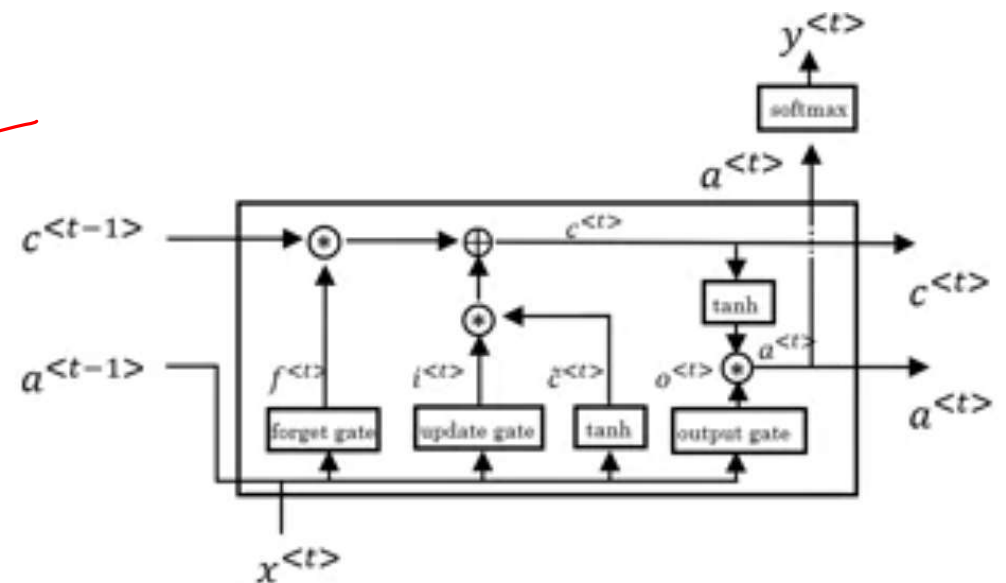 y<t>
softmax
a<t>
c<t-1>
c<t>
c<t>
tanh
a<t-1>
f<t>
i<t>
c̃<t>
o<t>
a<t>
a<t>
forget gate
update gate
tanh
output gate
x<t>